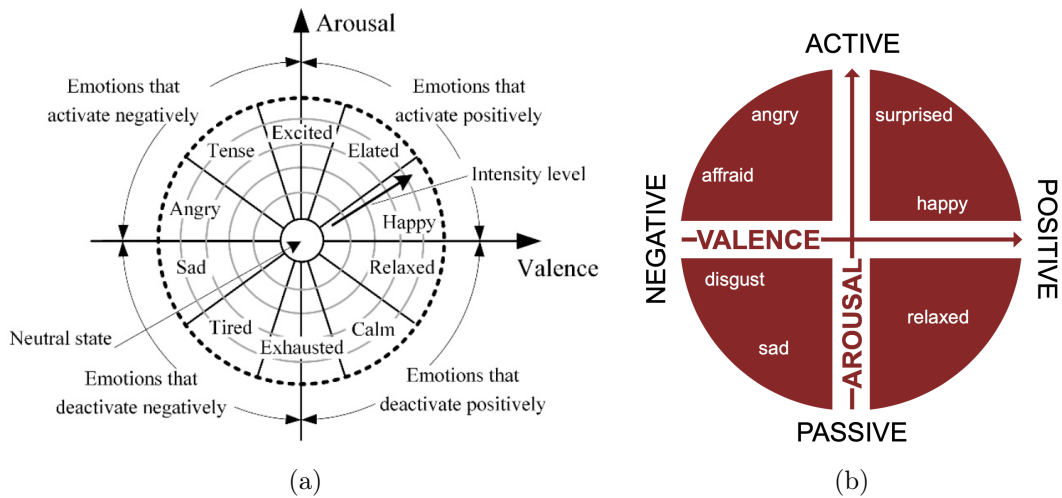 Arousal
Emotions that
activate negatively
Emotions that
activate positively
Excited
Tense
Elated
Intensity level
Angry
Happy
Valence
Sad
Relaxed
Neutral state
Tired
Calm
Exhausted
Emotions that
deactivate negatively
Emotions that
deactivate positively
(a)
ACTIVE
angry
surprised
affraid
happy
NEGATIVE
VALENCE
POSITIVE
disgust
AROUSAL
relaxed
sad
PASSIVE
(b)